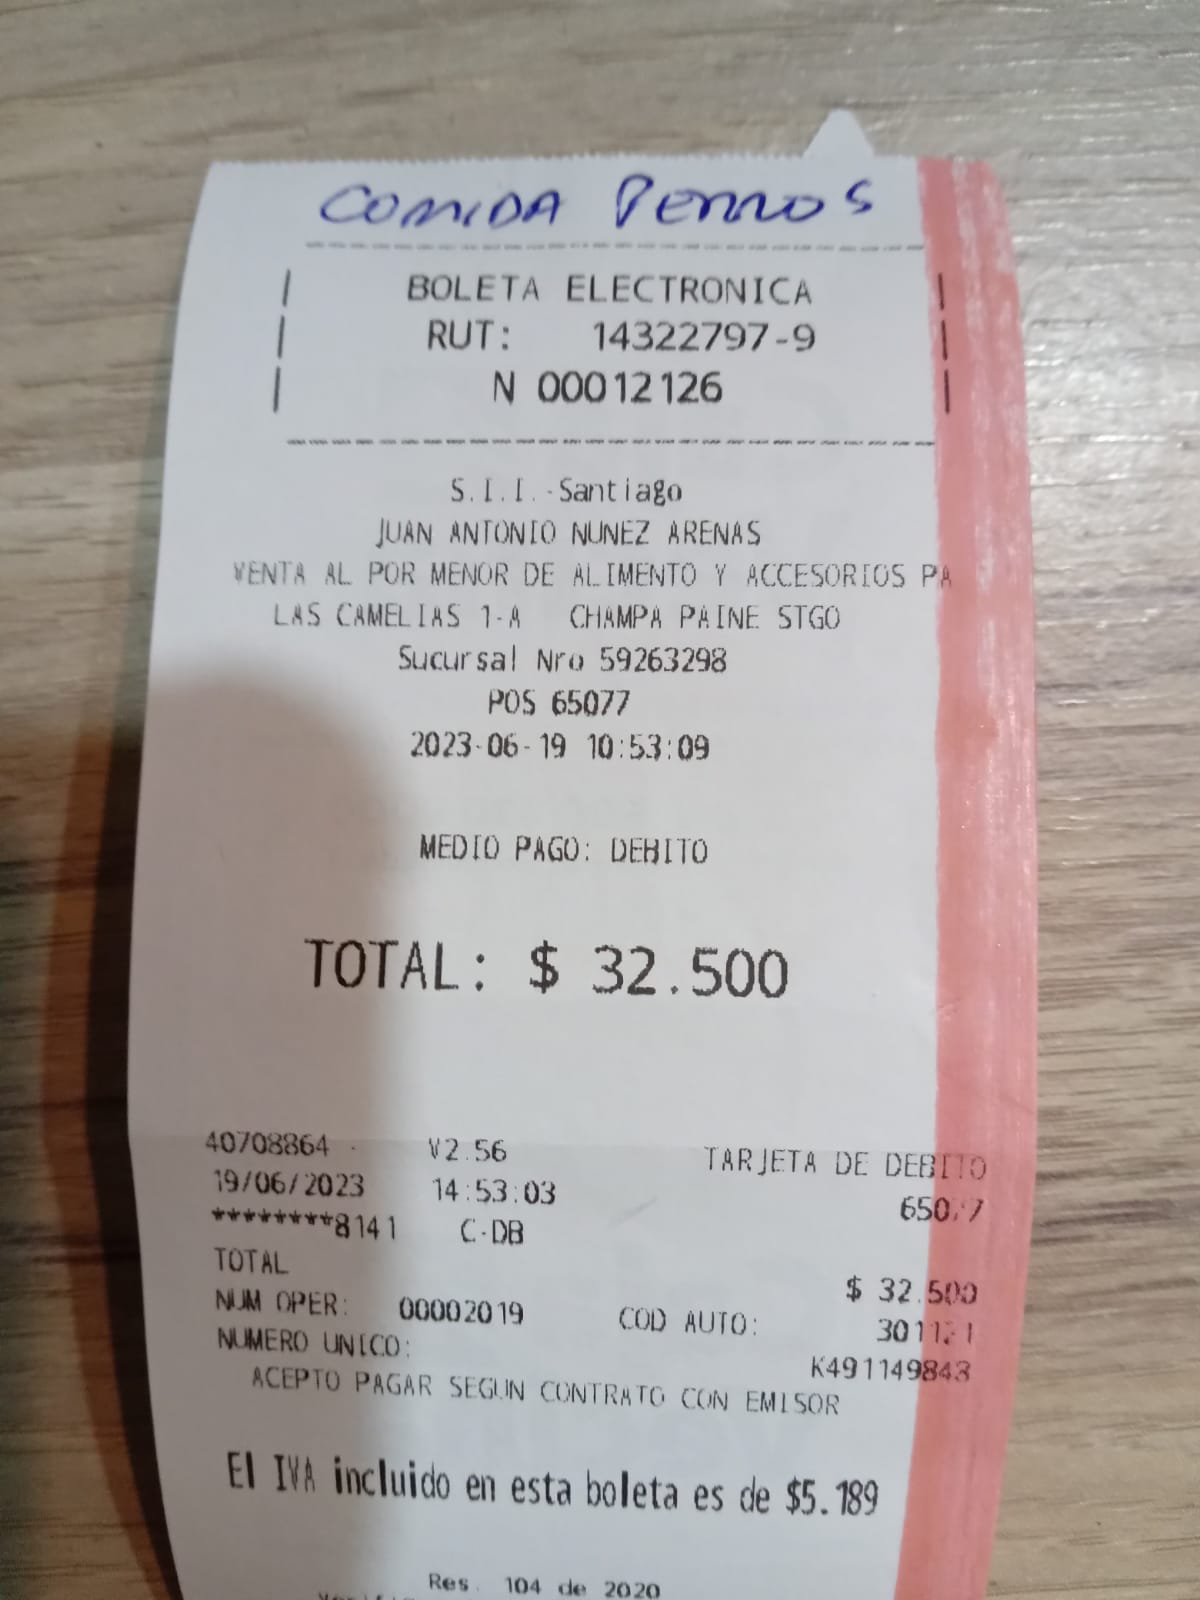 COMIDA PERROS
BOLETA ELECTRONICA
RUT: 14322797-9
N 00012126
S.I.I.-Santiago
JUAN ANTONIO NUNEZ ARENAS
VENTA AL POR MENOR DE ALIMENTO Y ACCESORIOS PA
LAS CAMELIAS 1-A CHAMPA PAINE STGO
Sucursal Nro 59263298
POS 65077
2023-06-19 10:53:09
MEDIO PAGO: DEBITO
TOTAL: $ 32.500
40708864 - V2.56 TARJETA DE DEBITO
19/06/2023 14:53:03 65077
********8141 C-DB
TOTAL $ 32.500
NUM OPER: 00002019 COD AUTO:
NUMERO UNICO: K491149843
ACEPTO PAGAR SEGUN CONTRATO CON EMISOR
El IVA incluido en esta boleta es de $5.189
Res. 104 de 2020